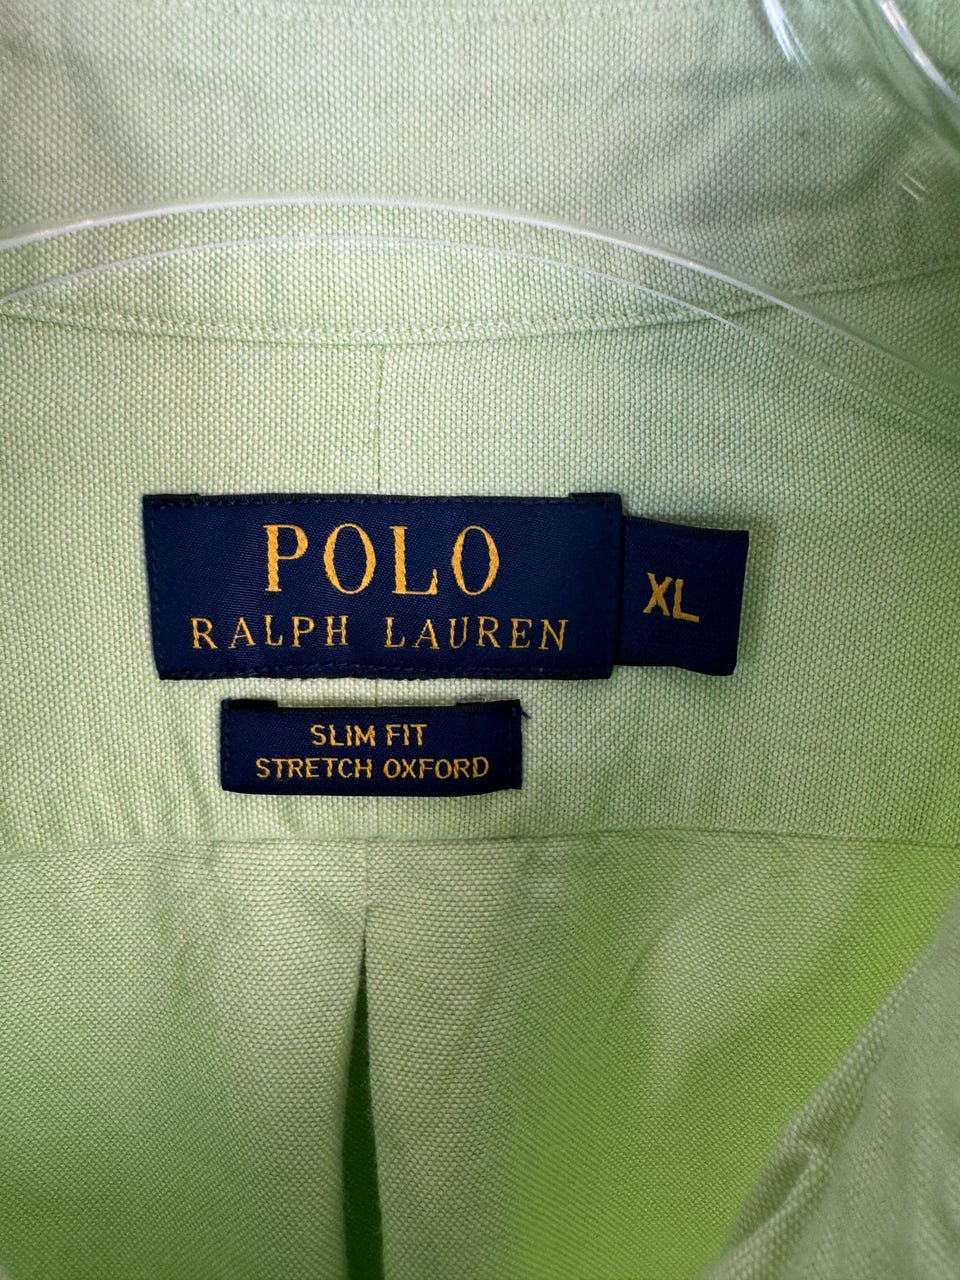 POLO
RALPH LAUREN
XL
SLIM FIT
STRETCH OXFORD